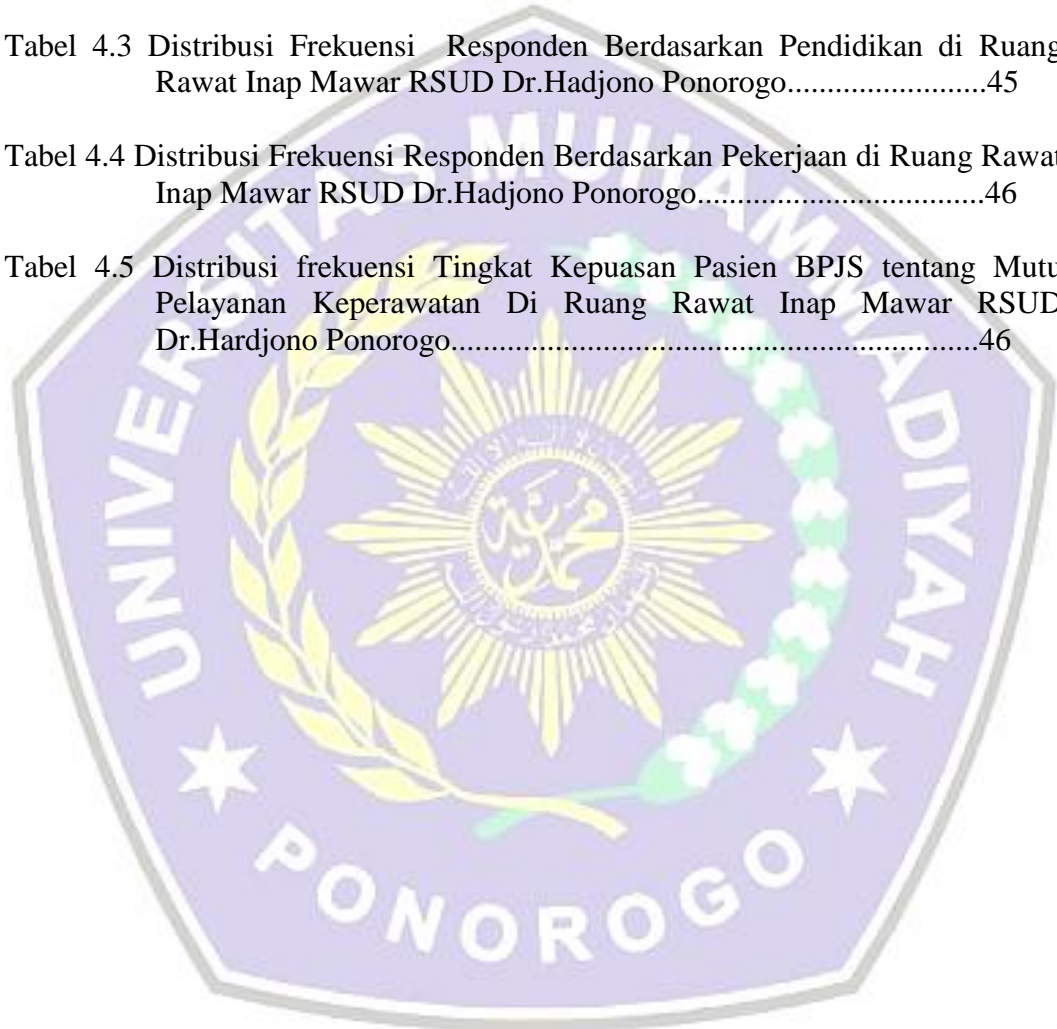 Tabel 4.3 Distribusi Frekuensi Responden Berdasarkan Pendidikan di Ruang
Rawat Inap Mawar RSUD Dr.Hadjono Ponorogo.........................45
Tabel 4.4 Distribusi Frekuensi Responden Berdasarkan Pekerjaan di Ruang Rawat
Inap Mawar RSUD Dr.Hadjono Ponorogo....................................46
Tabel 4.5 Distribusi frekuensi Tingkat Kepuasan Pasien BPJS tentang Mutu
Pelayanan Keperawatan Di Ruang Rawat Inap Mawar RSUD
Dr.Hardjono Ponorogo..................................................................46
UNIVERSITAS MUHAMMADIYAH
PONOROGO
محمدية